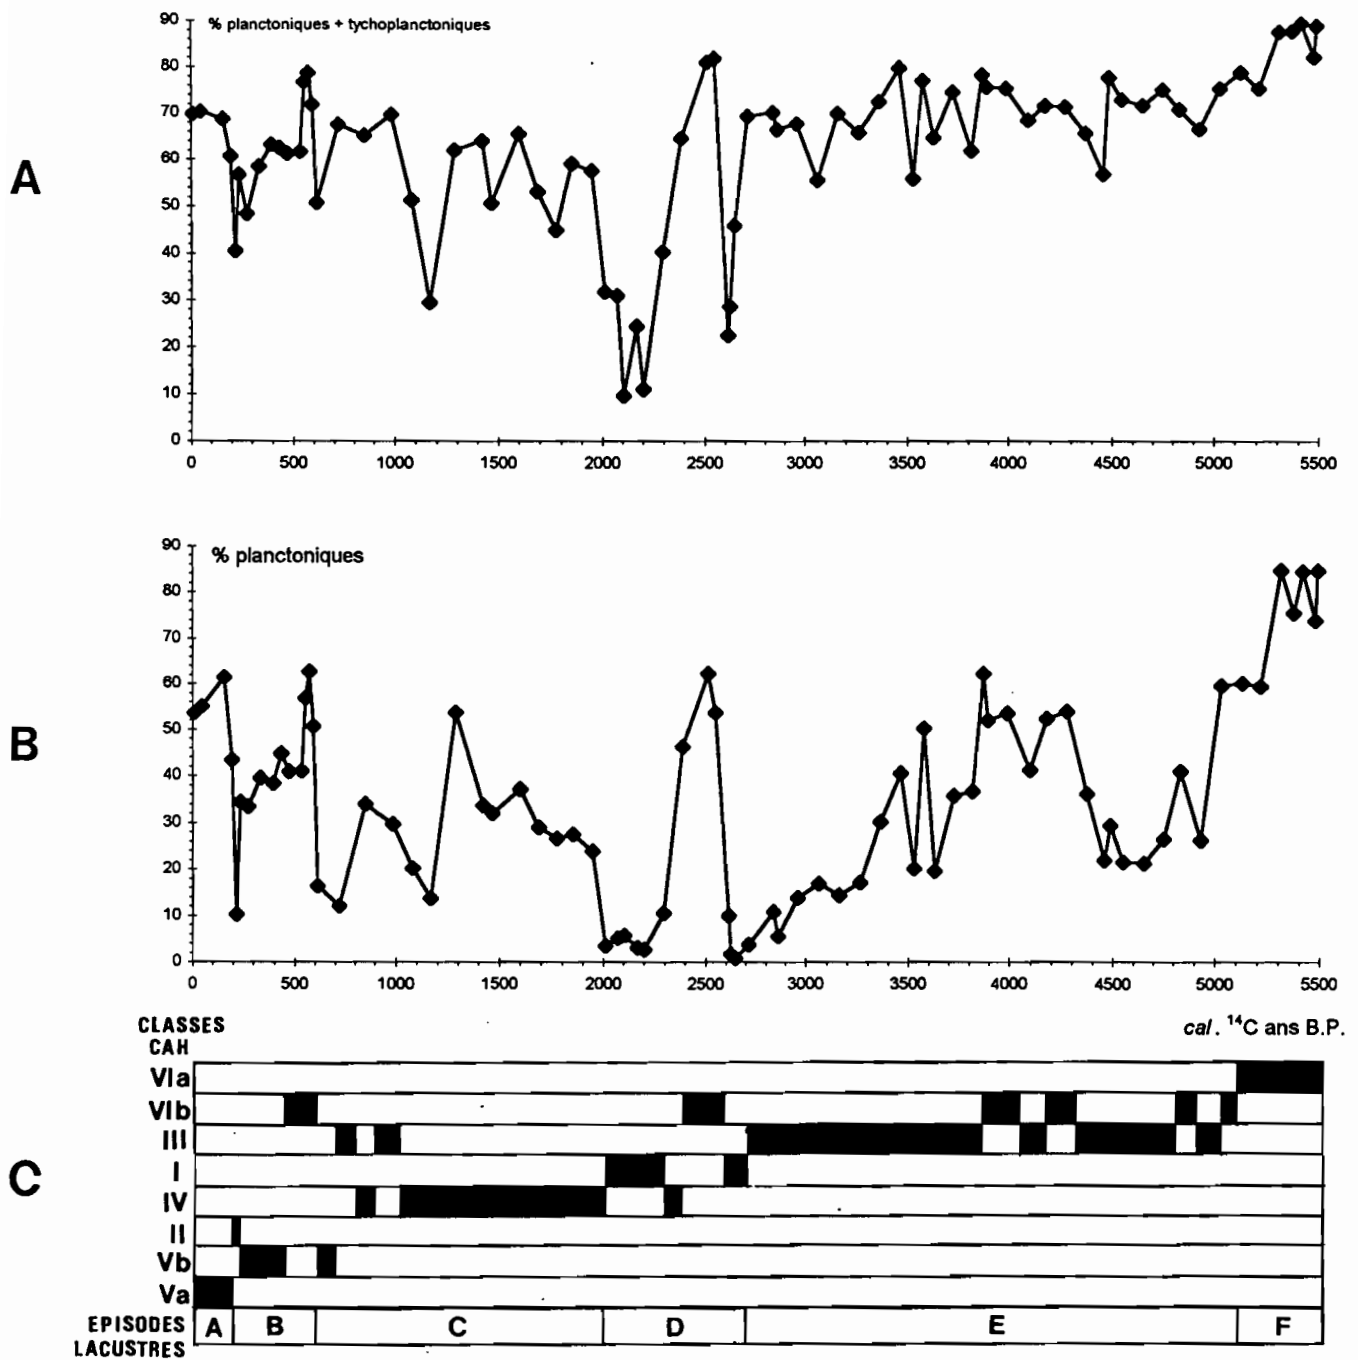 % planctoniques + tychoplanctoniques
90
80
70
60
50
40
30
20
10
0
A
0 500 1000 1500 2000 2500 3000 3500 4000 4500 5000 5500
% planctoniques
90
80
70
60
50
40
30
20
10
0
B
0 500 1000 1500 2000 2500 3000 3500 4000 4500 5000 5500
cal. ¹⁴C ans B.P.
CLASSES
CAH
VIa
VIb
III
C
I
IV
II
Vb
Va
EPISODES
LACUSTRES
A B C D E F